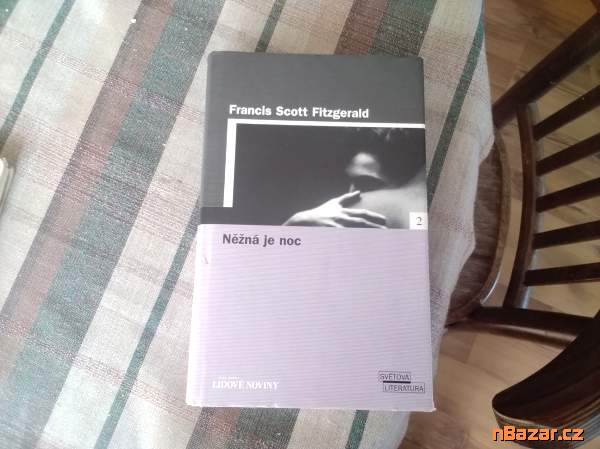 Francis Scott Fitzgerald
2
Něžná je noc
LIDOVÉ NOVINY
SVĚTOVÁ
LITERATURA
nBazar.cz